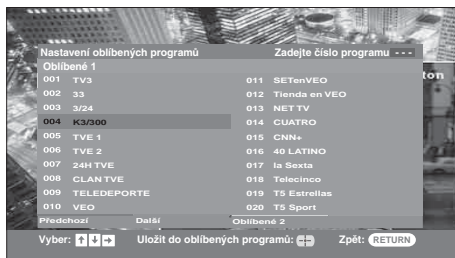 Nastavení oblíbených programů Zadejte číslo programu - - -
Oblíbené 1
001 TV3
002 33
003 3/24
004 K3/300
005 TVE 1
006 TVE 2
007 24H TVE
008 CLAN TVE
009 TELEDEPORTE
010 VEO
011 SETenVEO
012 Tienda en VEO
013 NET TV
014 CUATRO
015 CNN+
016 40 LATINO
017 la Sexta
018 Telecinco
019 T5 Estrellas
020 T5 Sport
ton
Předchozí Další Oblíbené 2
Vyber: ↑ ↓ → Uložit do oblíbených programů: Zpět: RETURN